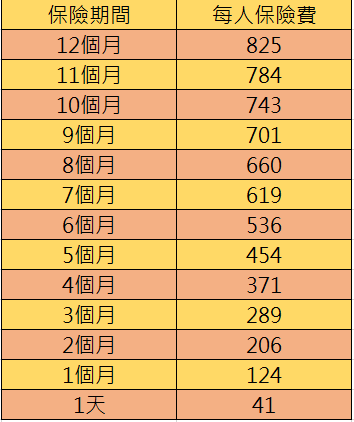 保險期間 每人保險費
12個月 825
11個月 784
10個月 743
9個月 701
8個月 660
7個月 619
6個月 536
5個月 454
4個月 371
3個月 289
2個月 206
1個月 124
1天 41